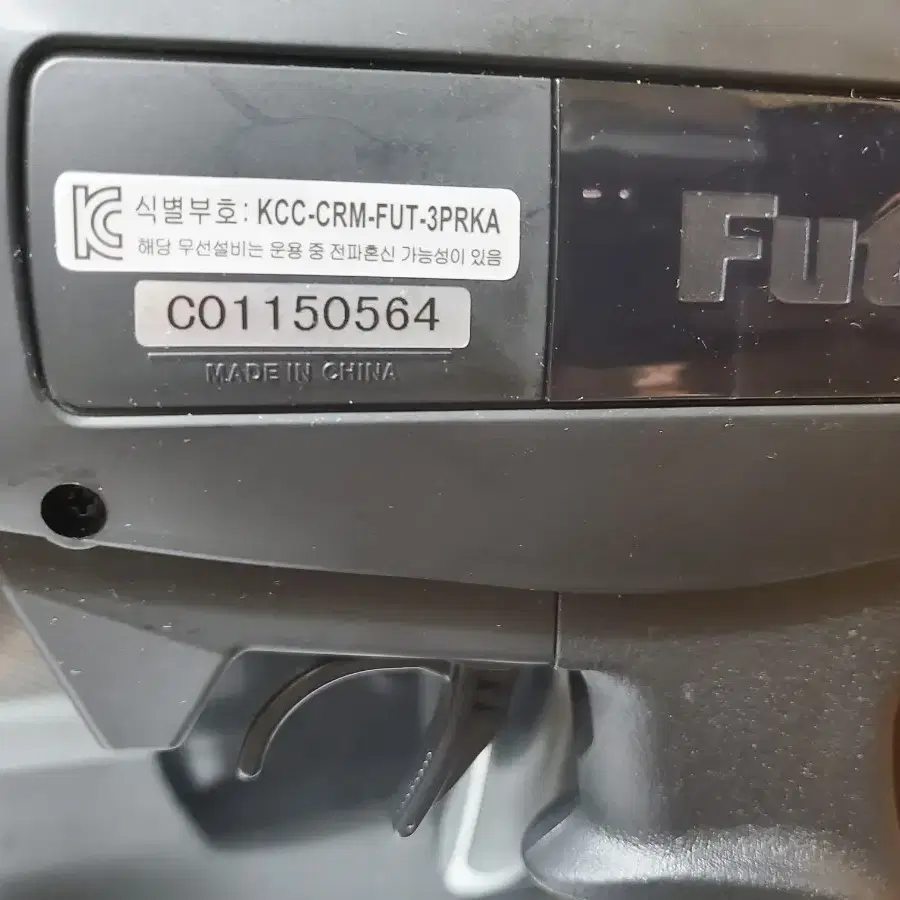 KC 식별부호 : KCC-CRM-FUT-3PRKA
해당 무선설비는 운용 중 전파혼신 가능성이 있음
C01150564
MADE IN CHINA
Fut